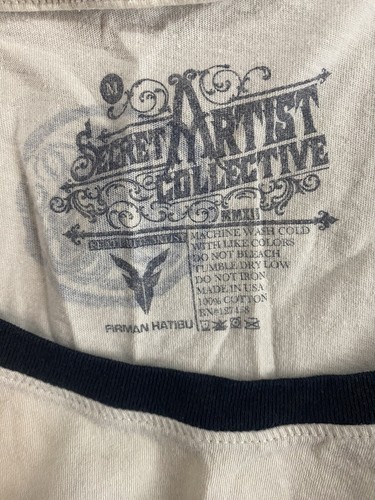 M
SECRET ARTIST
COLLECTIVE
MMXII
MACHINE WASH COLD
WITH LIKE COLORS
DO NOT BLEACH
TUMBLE DRY LOW
DO NOT IRON
MADE IN USA
100% COTTON
FIRMAN HATIBU